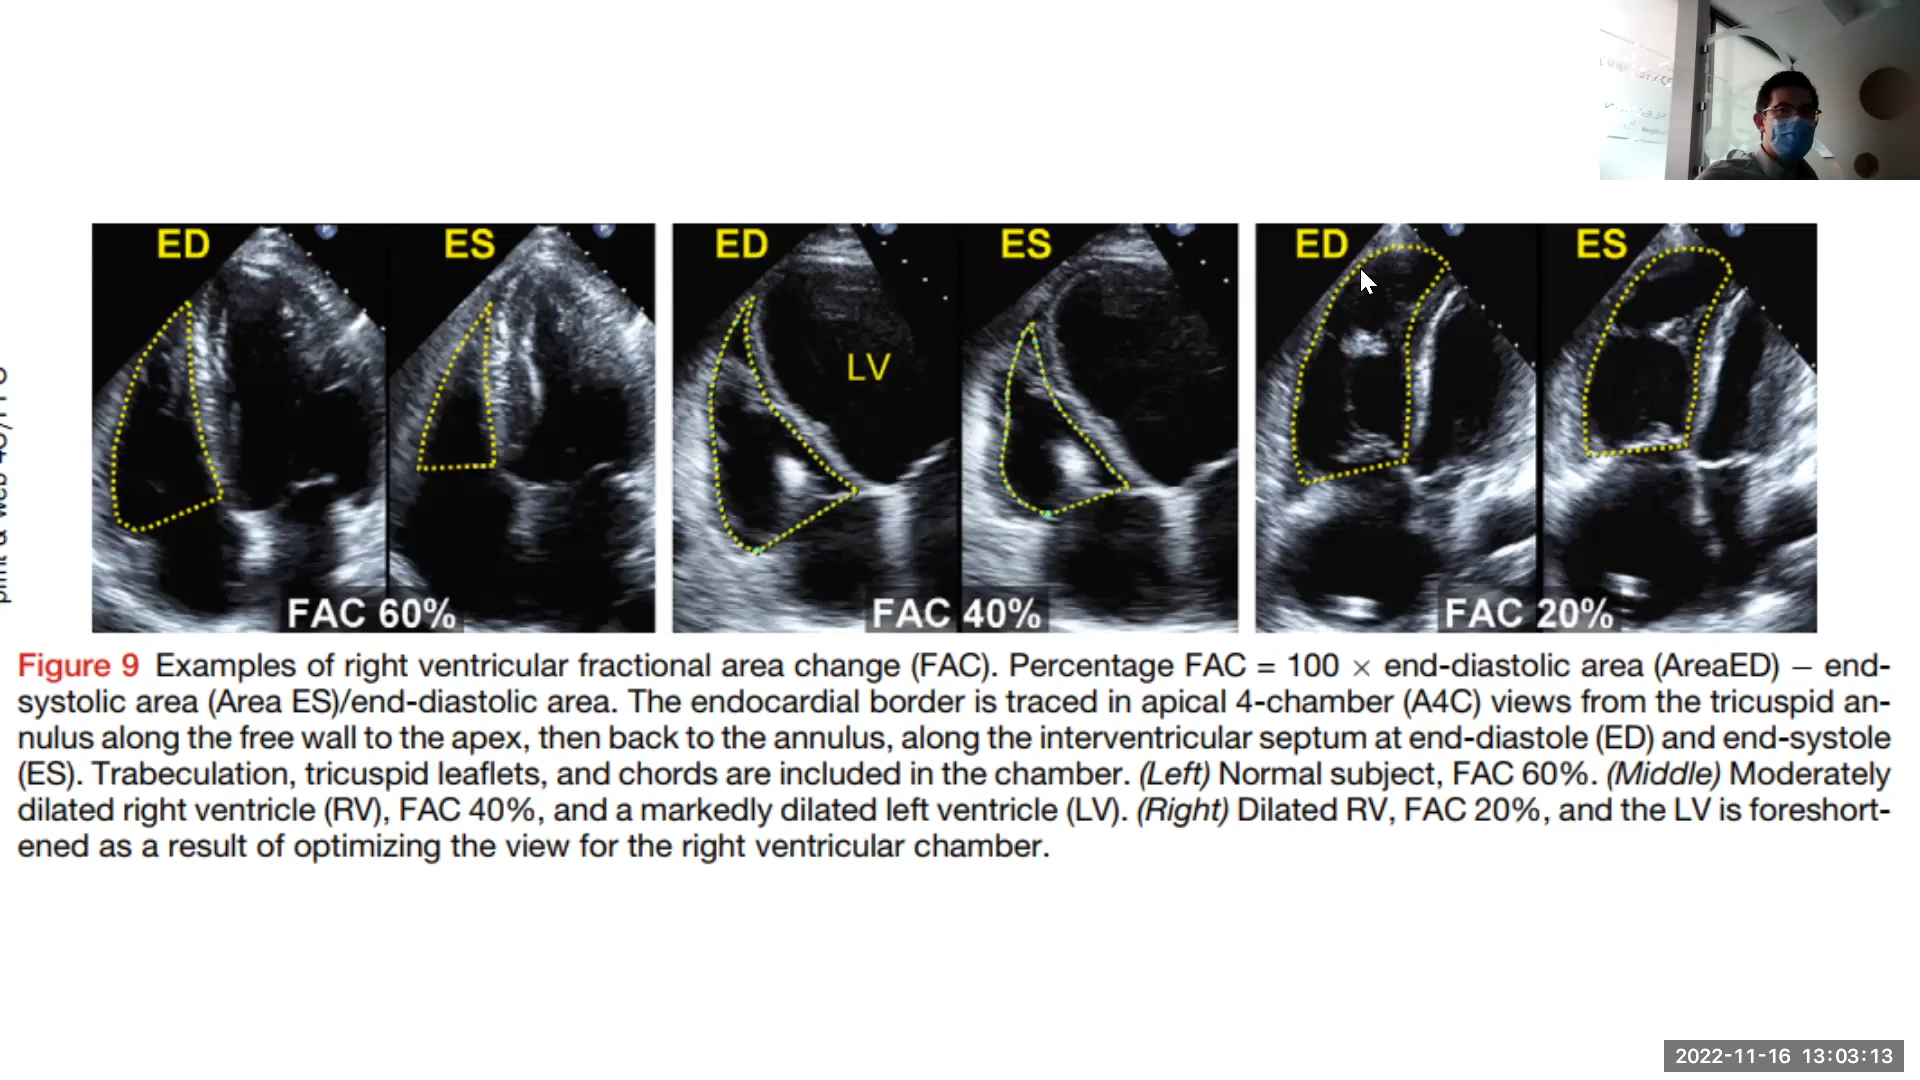 ED ES ED ES ED ES
LV
FAC 60% FAC 40% FAC 20%
Figure 9 Examples of right ventricular fractional area change (FAC). Percentage FAC = 100 × end-diastolic area (AreaED) – end-
systolic area (Area ES)/end-diastolic area. The endocardial border is traced in apical 4-chamber (A4C) views from the tricuspid an-
nulus along the free wall to the apex, then back to the annulus, along the interventricular septum at end-diastole (ED) and end-systole
(ES). Trabeculation, tricuspid leaflets, and chords are included in the chamber. (Left) Normal subject, FAC 60%. (Middle) Moderately
dilated right ventricle (RV), FAC 40%, and a markedly dilated left ventricle (LV). (Right) Dilated RV, FAC 20%, and the LV is foreshort-
ened as a result of optimizing the view for the right ventricular chamber.
2022-11-16 13:03:13